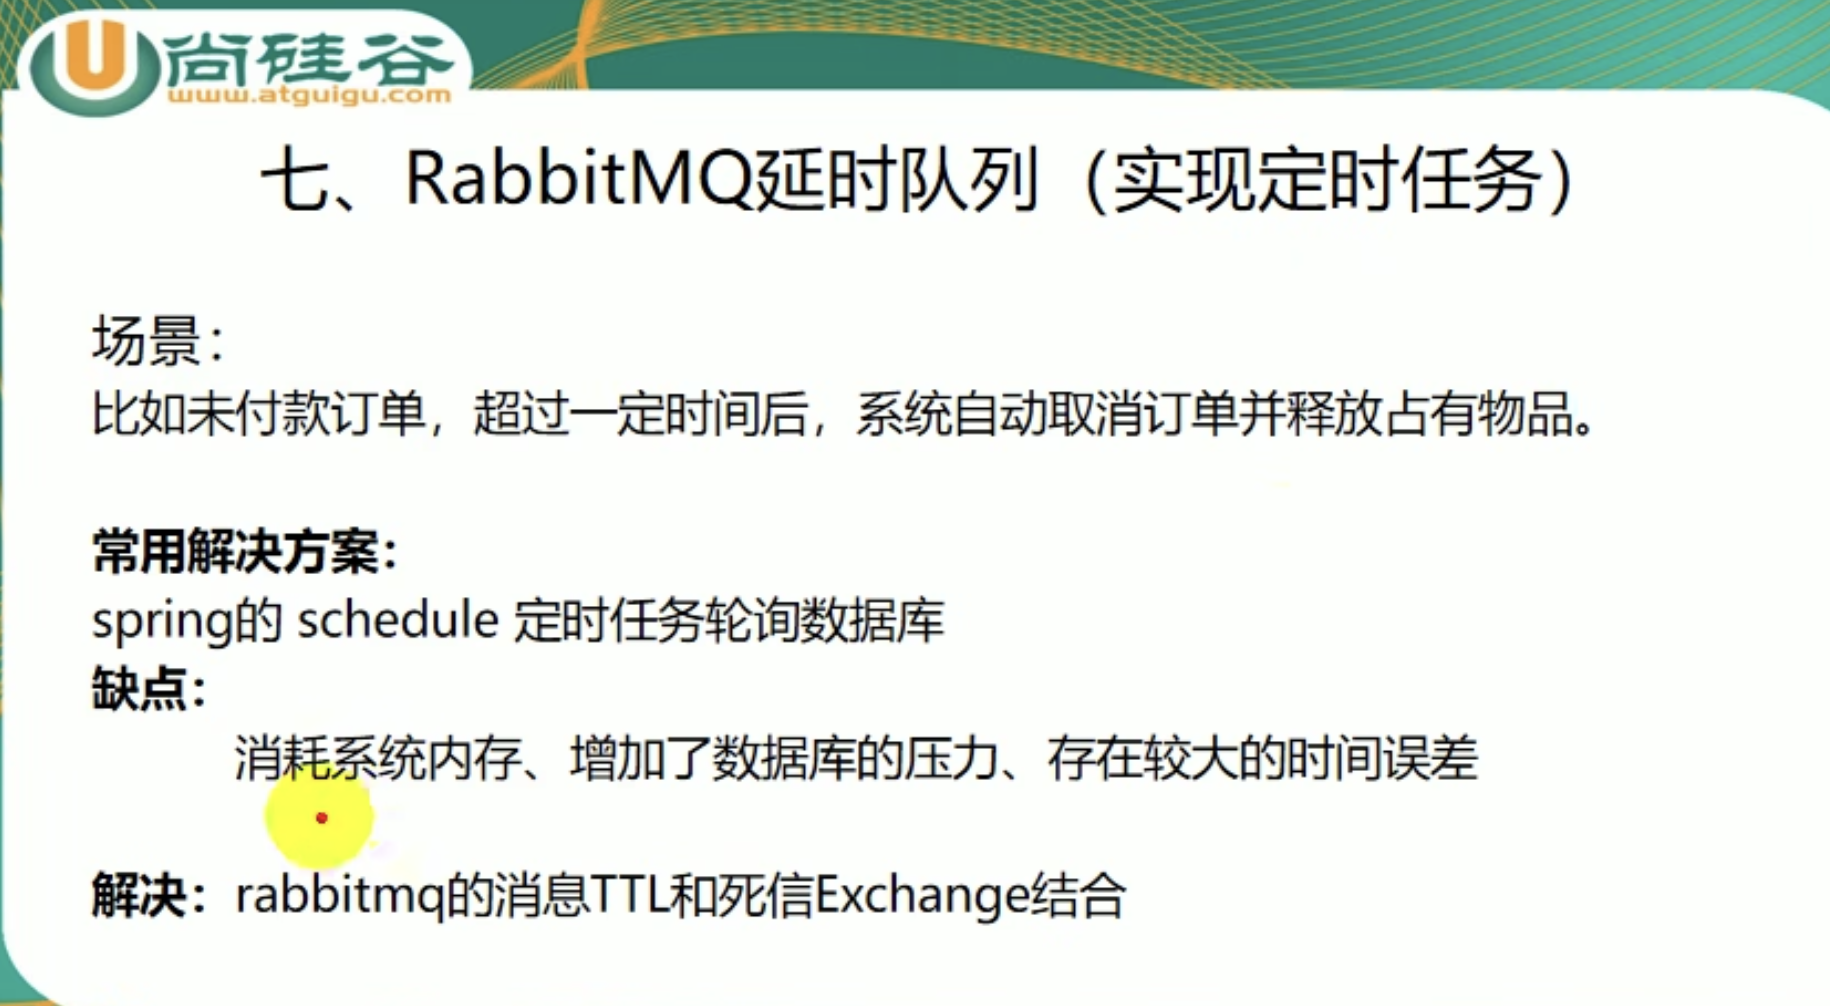 尚硅谷
www.atguigu.com
七、RabbitMQ延时队列（实现定时任务）
场景：
比如未付款订单，超过一定时间后，系统自动取消订单并释放占有物品。
常用解决方案：
spring的 schedule 定时任务轮询数据库
缺点：
消耗系统内存、增加了数据库的压力、存在较大的时间误差
解决：rabbitmq的消息TTL和死信Exchange结合